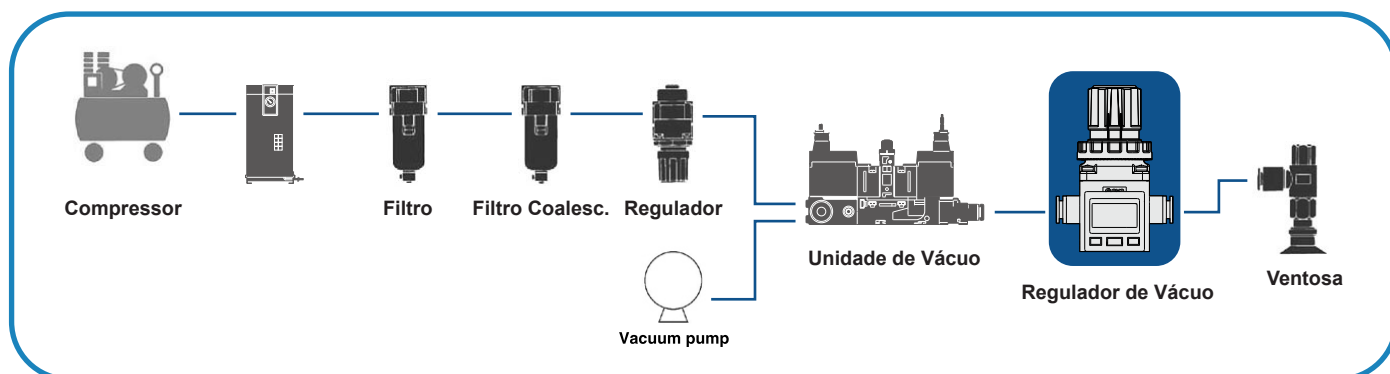 Compressor
Filtro
Filtro Coalesc.
Regulador
Unidade de Vácuo
Regulador de Vácuo
Ventosa
Vacuum pump